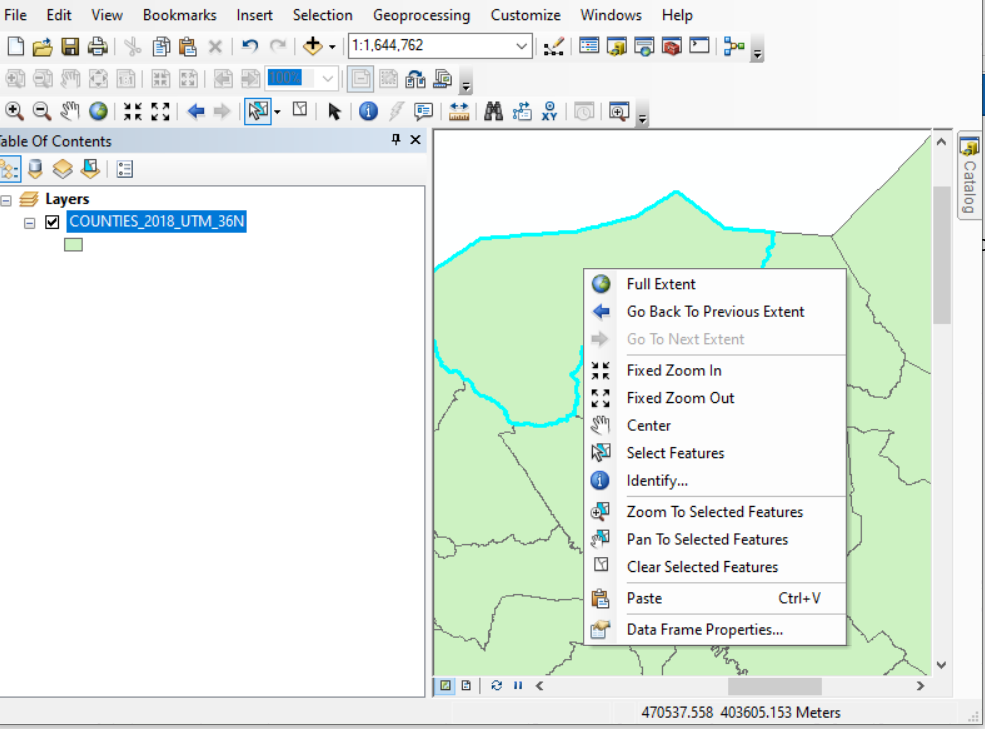 File Edit View Bookmarks Insert Selection Geoprocessing Customize Windows Help
1:1,644,762
100%
Table Of Contents
Layers
COUNTIES_2018_UTM_36N
Catalog
Full Extent
Go Back To Previous Extent
Go To Next Extent
Fixed Zoom In
Fixed Zoom Out
Center
Select Features
Identify...
Zoom To Selected Features
Pan To Selected Features
Clear Selected Features
Paste Ctrl+V
Data Frame Properties...
470537.558 403605.153 Meters